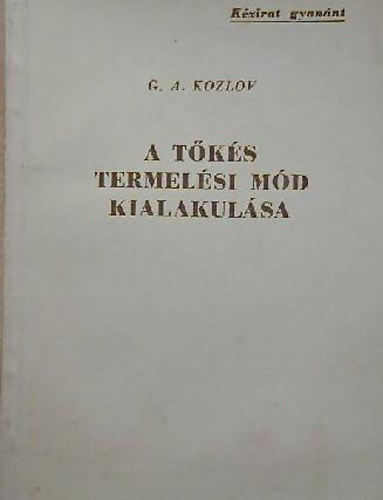 Kézirat gyanánt
G. A. KOZLOV
A TŐKÉS
TERMELÉSI MÓD
KIALAKULÁSA